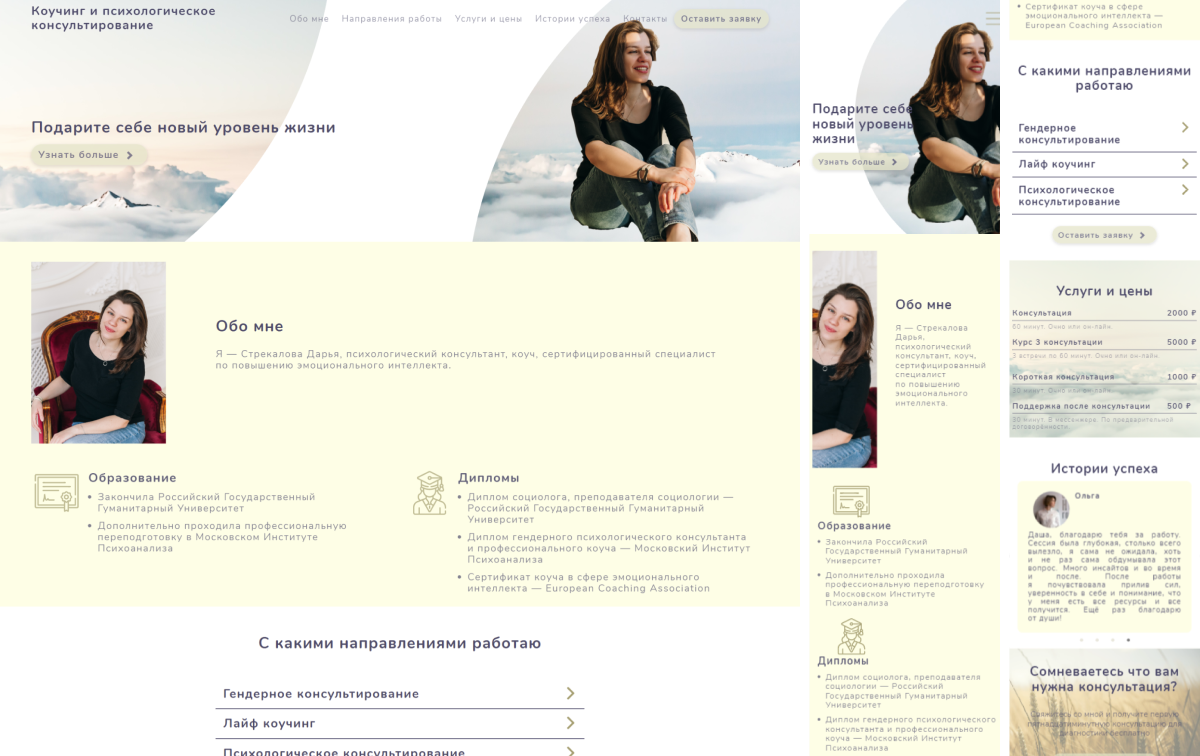 Коучинг и психологическое
консультирование
Обо мне
Направления работы
Услуги и цены
Истории успеха
Контакты
Оставить заявку
Подарите себе новый уровень жизни
Узнать больше
Обо мне
Я — Стрекалова Дарья, психологический консультант, коуч, сертифицированный специалист
по повышению эмоционального интеллекта.
Образование
Закончила Российский Государственный
Гуманитарный Университет
Дополнительно проходила профессиональную
переподготовку в Московском Институте
Психоанализа
Дипломы
Диплом социолога, преподавателя социологии —
Российский Государственный Гуманитарный
Университет
Диплом гендерного психологического консультанта
и профессионального коуча — Московский Институт
Психоанализа
Сертификат коуча в сфере эмоционального
интеллекта — European Coaching Association
С какими направлениями работаю
Гендерное консультирование
Лайф коучинг
Психологическое консультирование
Подарите себе
новый уровень
жизни
Узнать больше
Обо мне
Я — Стрекалова
Дарья,
психологический
консультант, коуч,
сертифицированный
специалист
по повышению
эмоционального
интеллекта.
Образование
Закончила Российский
Государственный Гуманитарный
Университет
Дополнительно проходила
профессиональную переподготовку
в Московском Институте
Психоанализа
Дипломы
Диплом социолога, преподавателя
социологии — Российский
Государственный Гуманитарный
Университет
Диплом гендерного психологического
консультанта и профессионального
коуча — Московский Институт
Психоанализа
Сертификат коуча в сфере
эмоционального интеллекта —
European Coaching Association
С какими направлениями
работаю
Гендерное
консультирование
Лайф коучинг
Психологическое
консультирование
Оставить заявку
Услуги и цены
Консультация 2000 ₽
60 минут. Очно или он-лайн.
Курс 3 консультации 5000 ₽
3 встречи по 60 минут. Очно или он-лайн.
Короткая консультация 1000 ₽
30 минут. Очно или он-лайн.
Поддержка после консультации 500 ₽
30 минут. В мессенджере. По предварительной
договорённости.
Истории успеха
Ольга
Даша, благодарю тебя за работу.
Сессия была глубокая, столько всего
вылезло, я сама не ожидала, хоть
и не раз сама обдумывала этот
вопрос. Много инсайтов и во время
и после. После работы
я почувствовала прилив сил,
уверенность в себе и понимание, что
у меня есть все ресурсы и все
получится. Ещё раз благодарю
от души!
Сомневаетесь что вам
нужна консультация?
Свяжитесь со мной и получите первую
пятнадцатиминутную консультацию для
диагностики бесплатно